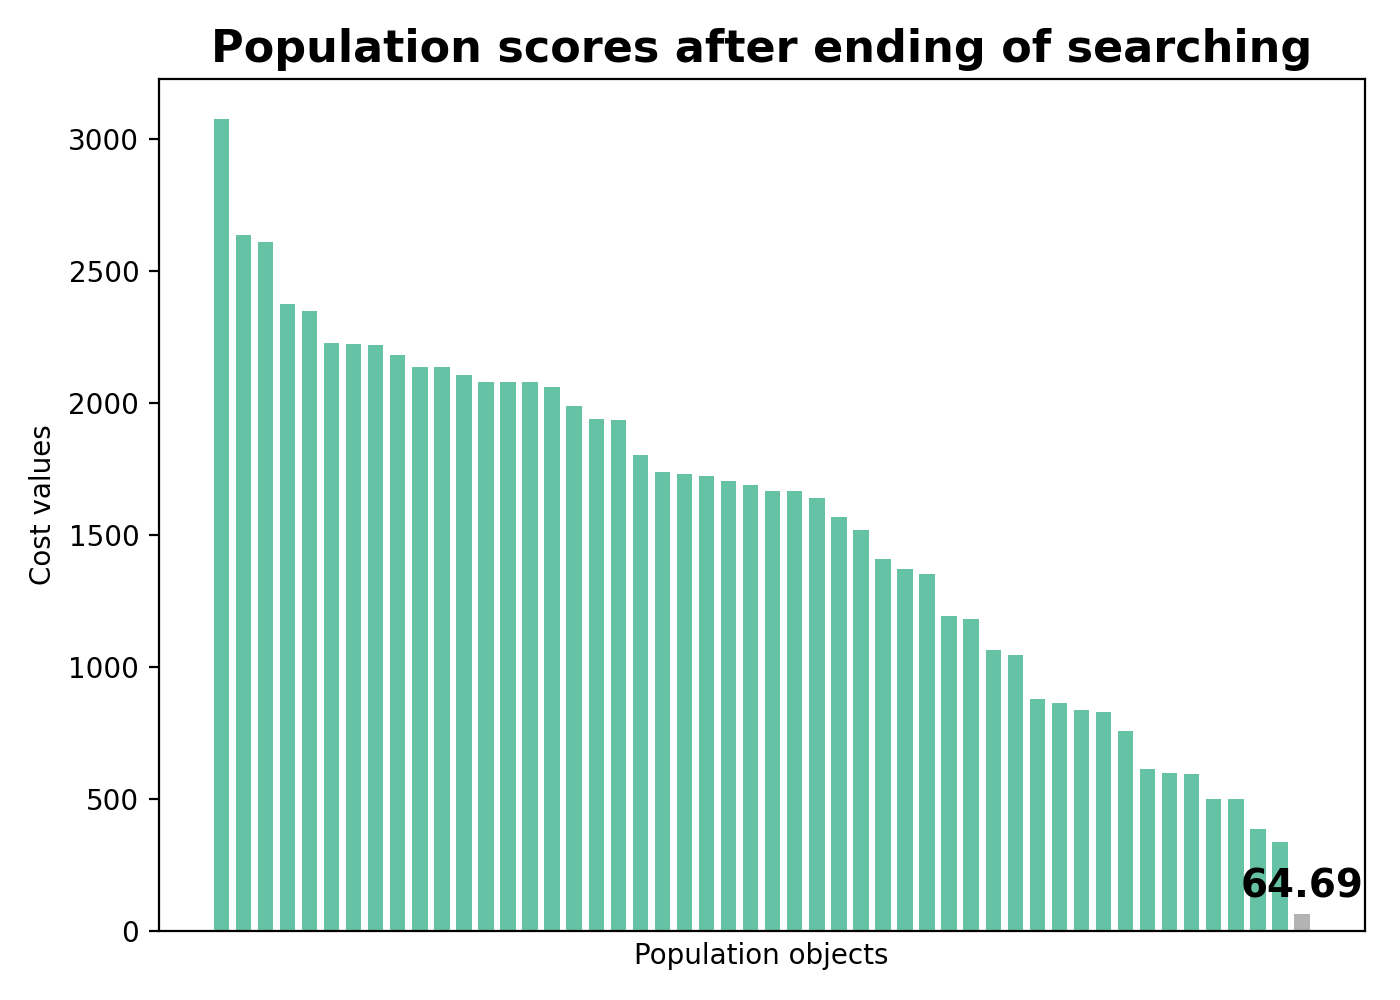 Population scores after ending of searching
3000
2500
2000
1500
1000
500
0
Cost values
64.69
Population objects